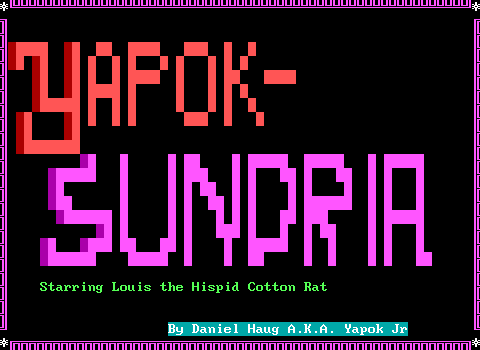 YAPOK-
SUNDRIA
Starring Louis the Hispid Cotton Rat
By Daniel Haug A.K.A. Yapok Jr